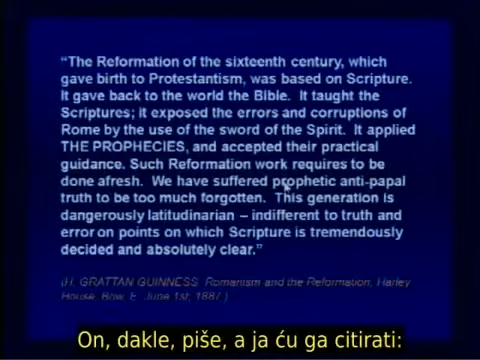 “The Reformation of the sixteenth century, which
gave birth to Protestantism, was based on Scripture.
It gave back to the world the Bible.  It taught the
Scriptures; it exposed the errors and corruptions of
Rome by the use of the sword of the Spirit.  It applied
THE PROPHECIES, and accepted their practical
guidance. Such Reformation work requires to be
done afresh.  We have suffered prophetic anti-papal
truth to be too much forgotten.  This generation is
dangerously latitudinarian – indifferent to truth and
error on points on which Scripture is tremendously
decided and absolutely clear.”
(H. GRATTAN GUINNESS  Romanism and the Reformation, Harley
House, Bow, E. June 1st, 1887.)
On, dakle, piše, a ja ću ga citirati: